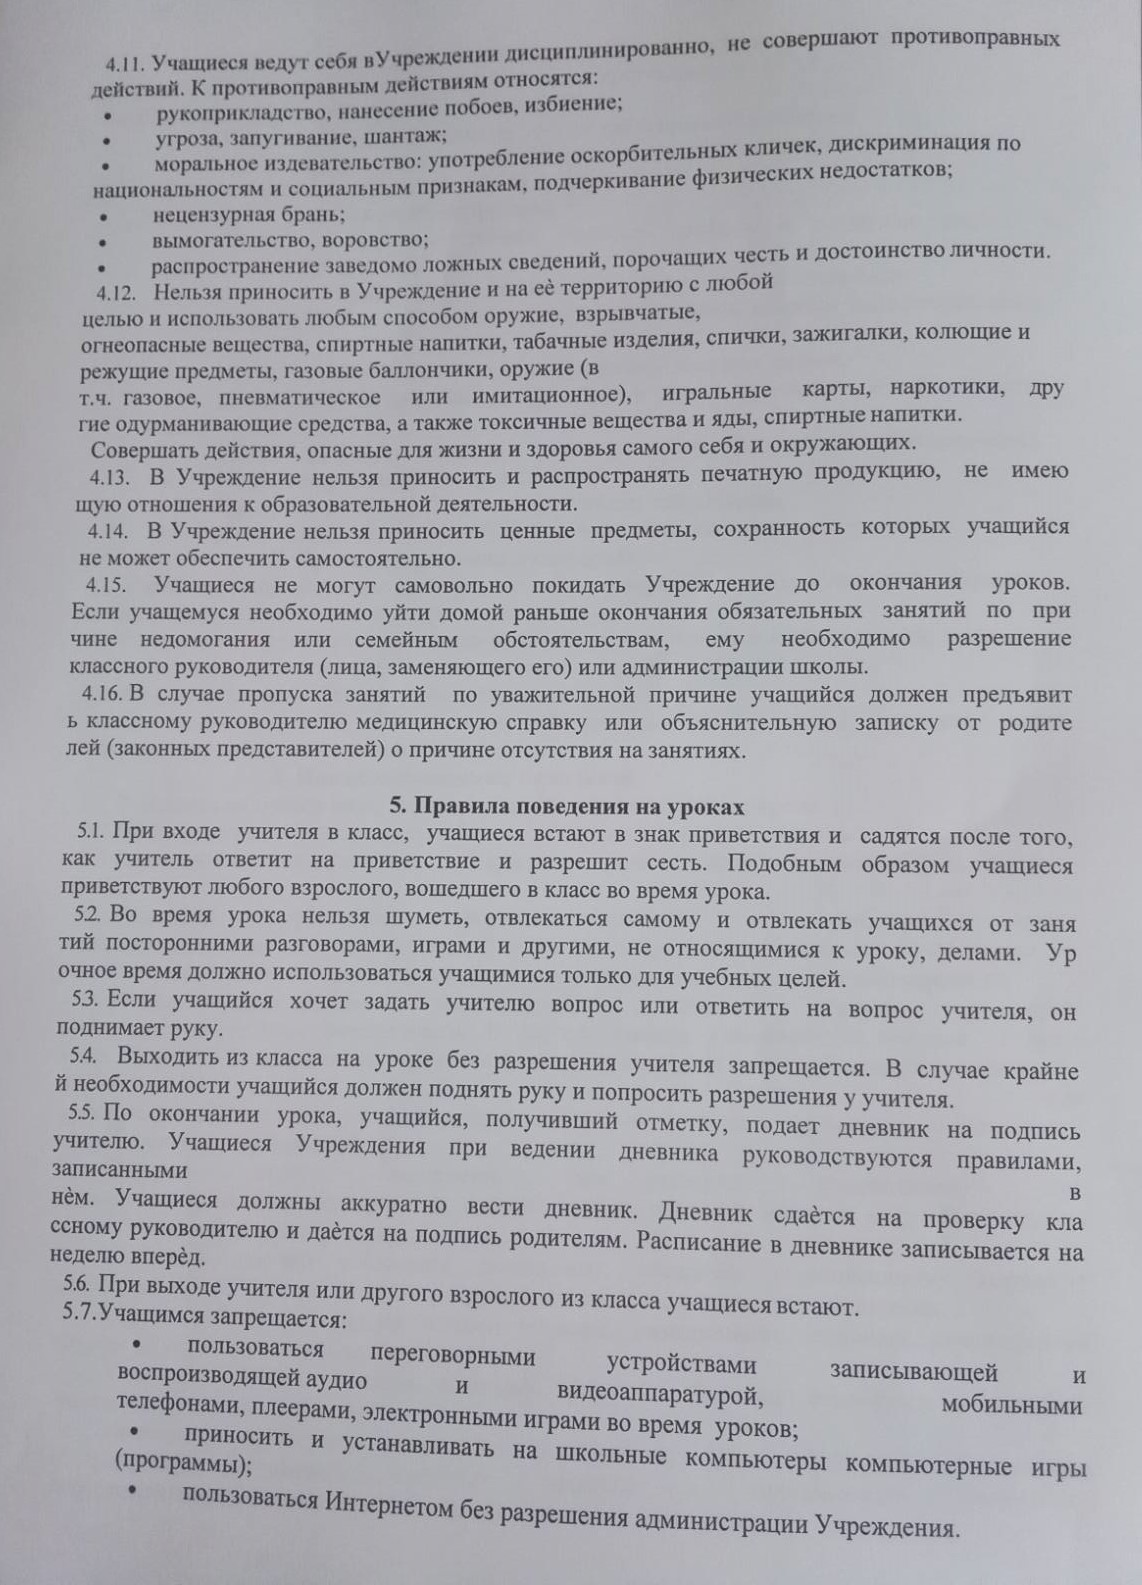 4.11. Учащиеся ведут себя вУчреждении дисциплинированно, не совершают противоправных
действий. К противоправным действиям относятся:
• рукоприкладство, нанесение побоев, избиение;
• угроза, запугивание, шантаж;
• моральное издевательство: употребление оскорбительных кличек, дискриминация по
национальностям и социальным признакам, подчеркивание физических недостатков;
• нецензурная брань;
• вымогательство, воровство;
• распространение заведомо ложных сведений, порочащих честь и достоинство личности.
4.12. Нельзя приносить в Учреждение и на еѐ территорию с любой
целью и использовать любым способом оружие, взрывчатые,
огнеопасные вещества, спиртные напитки, табачные изделия, спички, зажигалки, колющие и
режущие предметы, газовые баллончики, оружие (в
т.ч. газовое, пневматическое или имитационное), игральные карты, наркотики, дру
гие одурманивающие средства, а также токсичные вещества и яды, спиртные напитки.
Совершать действия, опасные для жизни и здоровья самого себя и окружающих.
4.13. В Учреждение нельзя приносить и распространять печатную продукцию, не имею
щую отношения к образовательной деятельности.
4.14. В Учреждение нельзя приносить ценные предметы, сохранность которых учащийся
не может обеспечить самостоятельно.
4.15. Учащиеся не могут самовольно покидать Учреждение до окончания уроков.
Если учащемуся необходимо уйти домой раньше окончания обязательных занятий по при
чине недомогания или семейным обстоятельствам, ему необходимо разрешение
классного руководителя (лица, заменяющего его) или администрации школы.
4.16. В случае пропуска занятий по уважительной причине учащийся должен предъявит
ь классному руководителю медицинскую справку или объяснительную записку от родите
лей (законных представителей) о причине отсутствия на занятиях.
5. Правила поведения на уроках
5.1. При входе учителя в класс, учащиеся встают в знак приветствия и садятся после того,
как учитель ответит на приветствие и разрешит сесть. Подобным образом учащиеся
приветствуют любого взрослого, вошедшего в класс во время урока.
5.2. Во время урока нельзя шуметь, отвлекаться самому и отвлекать учащихся от заня
тий посторонними разговорами, играми и другими, не относящимися к уроку, делами. Ур
очное время должно использоваться учащимися только для учебных целей.
5.3. Если учащийся хочет задать учителю вопрос или ответить на вопрос учителя, он
поднимает руку.
5.4. Выходить из класса на уроке без разрешения учителя запрещается. В случае крайне
й необходимости учащийся должен поднять руку и попросить разрешения у учителя.
5.5. По окончании урока, учащийся, получивший отметку, подает дневник на подпись
учителю. Учащиеся Учреждения при ведении дневника руководствуются правилами,
записанными в
нѐм. Учащиеся должны аккуратно вести дневник. Дневник сдаѐтся на проверку кла
ссному руководителю и даѐтся на подпись родителям. Расписание в дневнике записывается на
неделю вперѐд.
5.6. При выходе учителя или другого взрослого из класса учащиеся встают.
5.7.Учащимся запрещается:
• пользоваться переговорными устройствами записывающей и
воспроизводящей аудио и видеоаппаратурой, мобильными
телефонами, плеерами, электронными играми во время уроков;
• приносить и устанавливать на школьные компьютеры компьютерные игры
(программы);
• пользоваться Интернетом без разрешения администрации Учреждения.